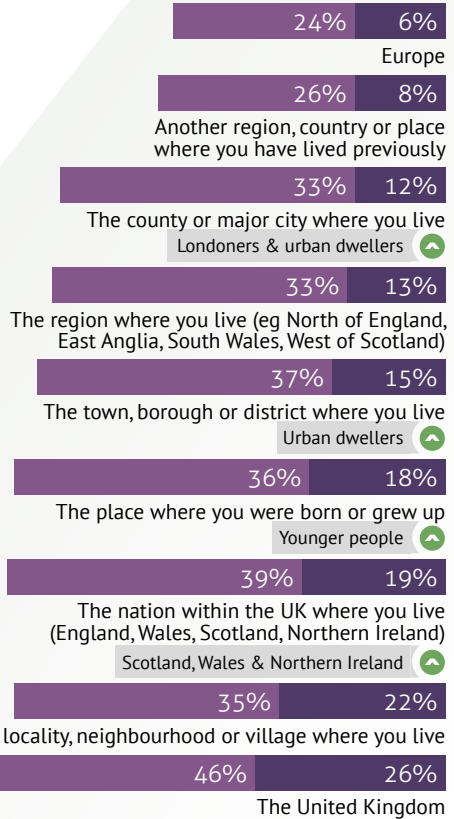 24% 6%
Europe
26% 8%
Another region, country or place
where you have lived previously
33% 12%
The county or major city where you live
Londoners & urban dwellers
33% 13%
The region where you live (eg North of England,
East Anglia, South Wales, West of Scotland)
37% 15%
The town, borough or district where you live
Urban dwellers
36% 18%
The place where you were born or grew up
Younger people
39% 19%
The nation within the UK where you live
(England, Wales, Scotland, Northern Ireland)
Scotland, Wales & Northern Ireland
35% 22%
locality, neighbourhood or village where you live
46% 26%
The United Kingdom